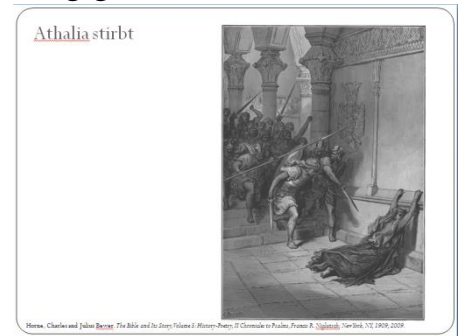 Athalia stirbt
Horne, Charles and Julius Bewer. The Bible and Its Story, Volume 5: History-Poetry, II Chronicles to Psalms, Francis R. Niglutsch, New York, NY, 1909, 2009.